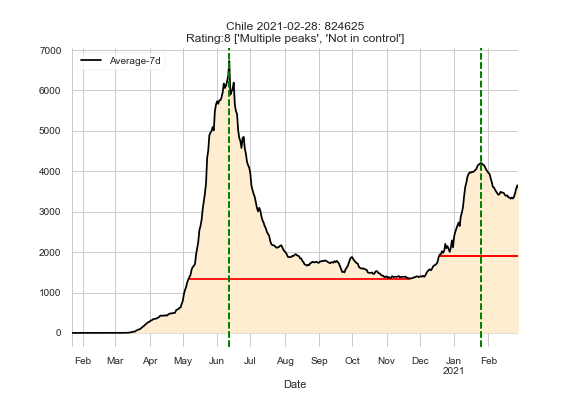 Chile 2021-02-28: 824625
Rating:8 ['Multiple peaks', 'Not in control']
Average-7d
7000
6000
5000
4000
3000
2000
1000
0
Feb Mar Apr May Jun Jul Aug Sep Oct Nov Dec Jan Feb
2021
Date